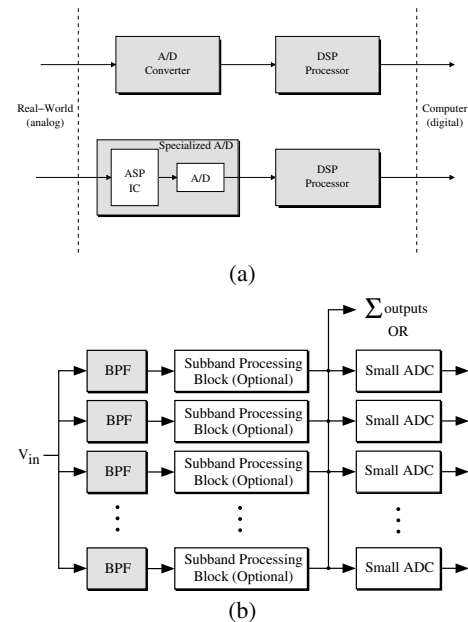 A/D
Converter
DSP
Processor
Real–World
(analog)
Computer
(digital)
Specialized A/D
ASP
IC
A/D
DSP
Processor
(a)
∑ outputs
OR
BPF
Subband Processing
Block (Optional)
Small ADC
BPF
Subband Processing
Block (Optional)
Small ADC
Vin
BPF
Subband Processing
Block (Optional)
Small ADC
BPF
Subband Processing
Block (Optional)
Small ADC
(b)